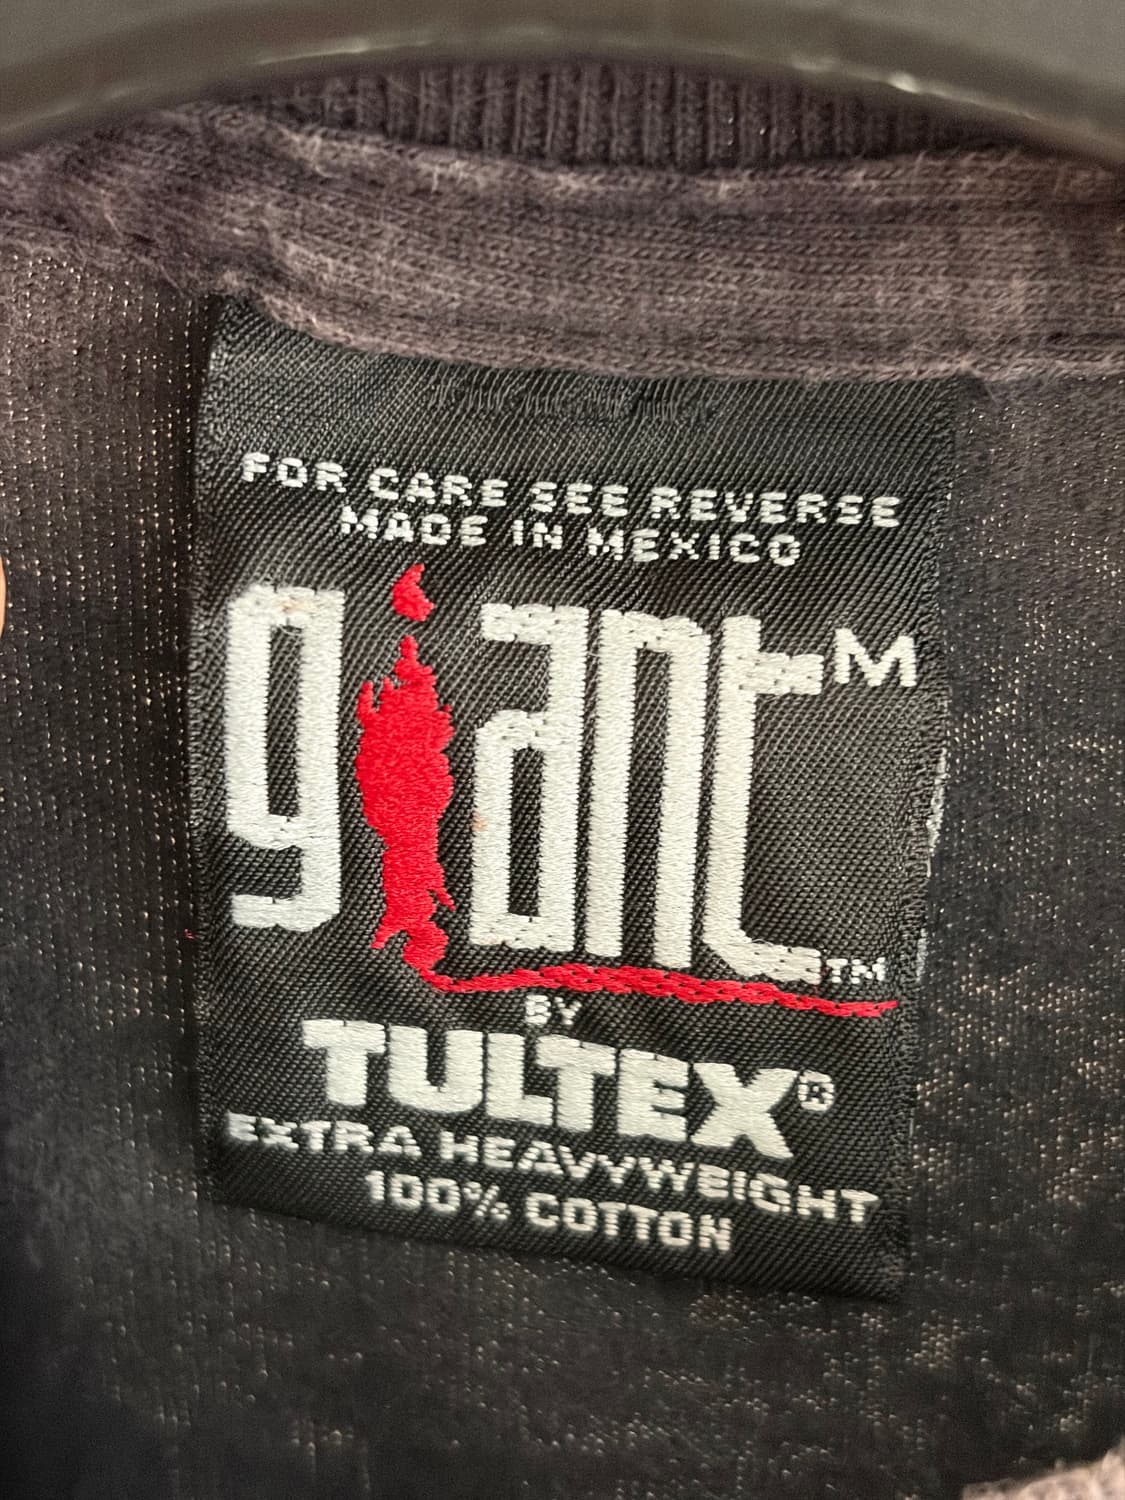 FOR CARE SEE REVERSE
MADE IN MEXICO
giant M
™
BY
TULTEX®
EXTRA HEAVYWEIGHT
100% COTTON